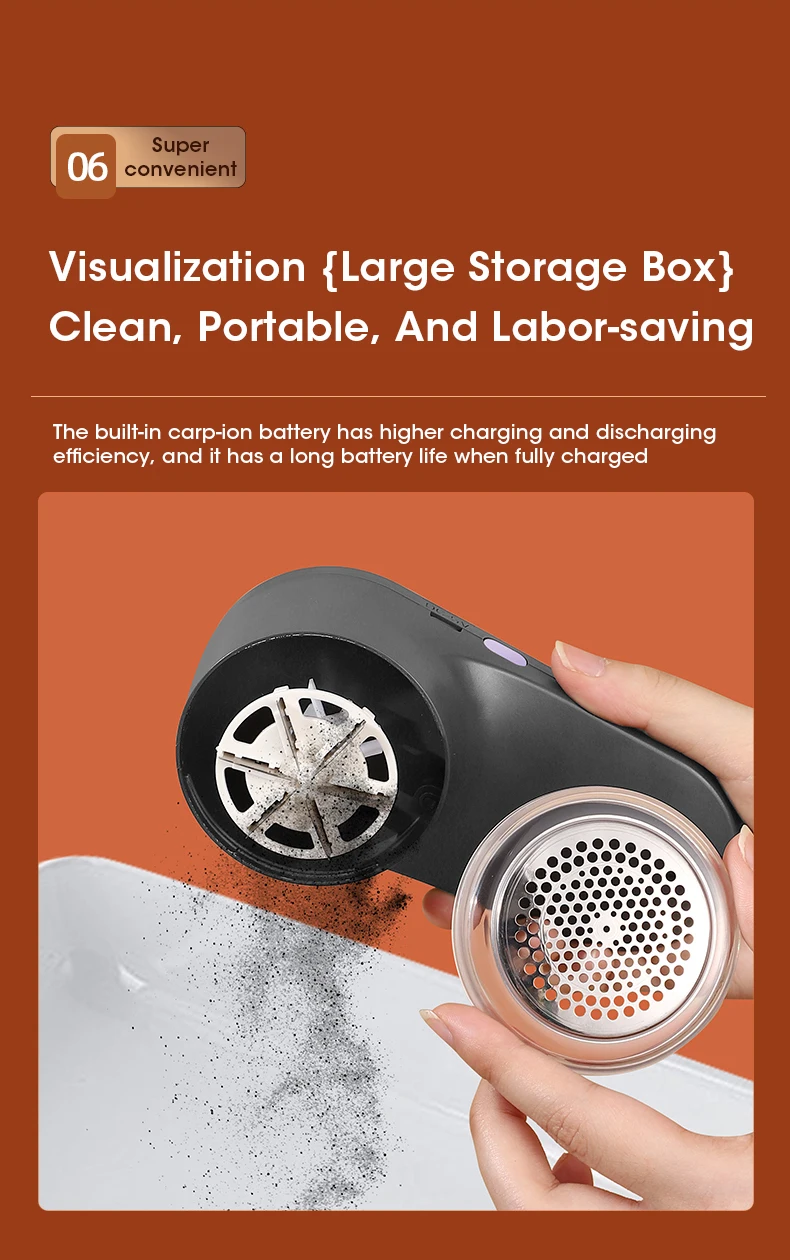 06
Super
convenient
Visualization {Large Storage Box}
Clean, Portable, And Labor-saving
The built-in carp-ion battery has higher charging and discharging
efficiency, and it has a long battery life when fully charged